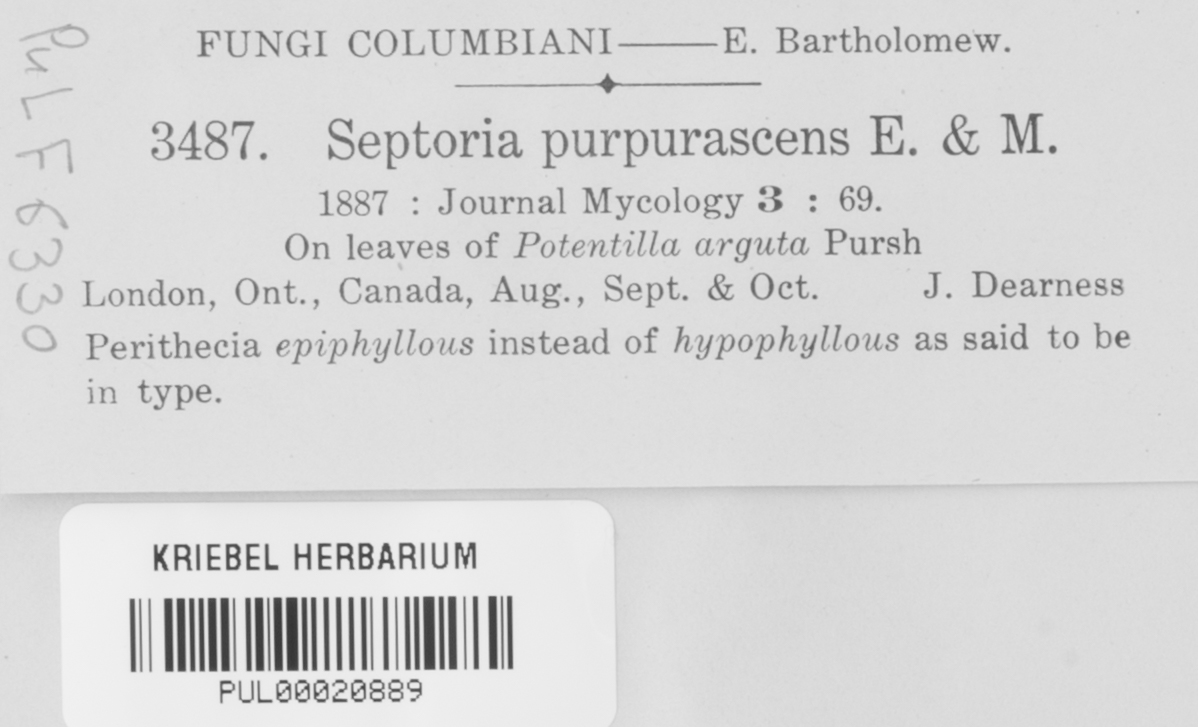 FUNGI COLUMBIANI——E. Bartholomew.
3487. Septoria purpurascens E. & M.
1887 : Journal Mycology 3 : 69.
On leaves of Potentilla arguta Pursh
London, Ont., Canada, Aug., Sept. & Oct. J. Dearness
Perithecia epiphyllous instead of hypophyllous as said to be
in type.
PuL F 6330
KRIEBEL HERBARIUM
PUL00020889